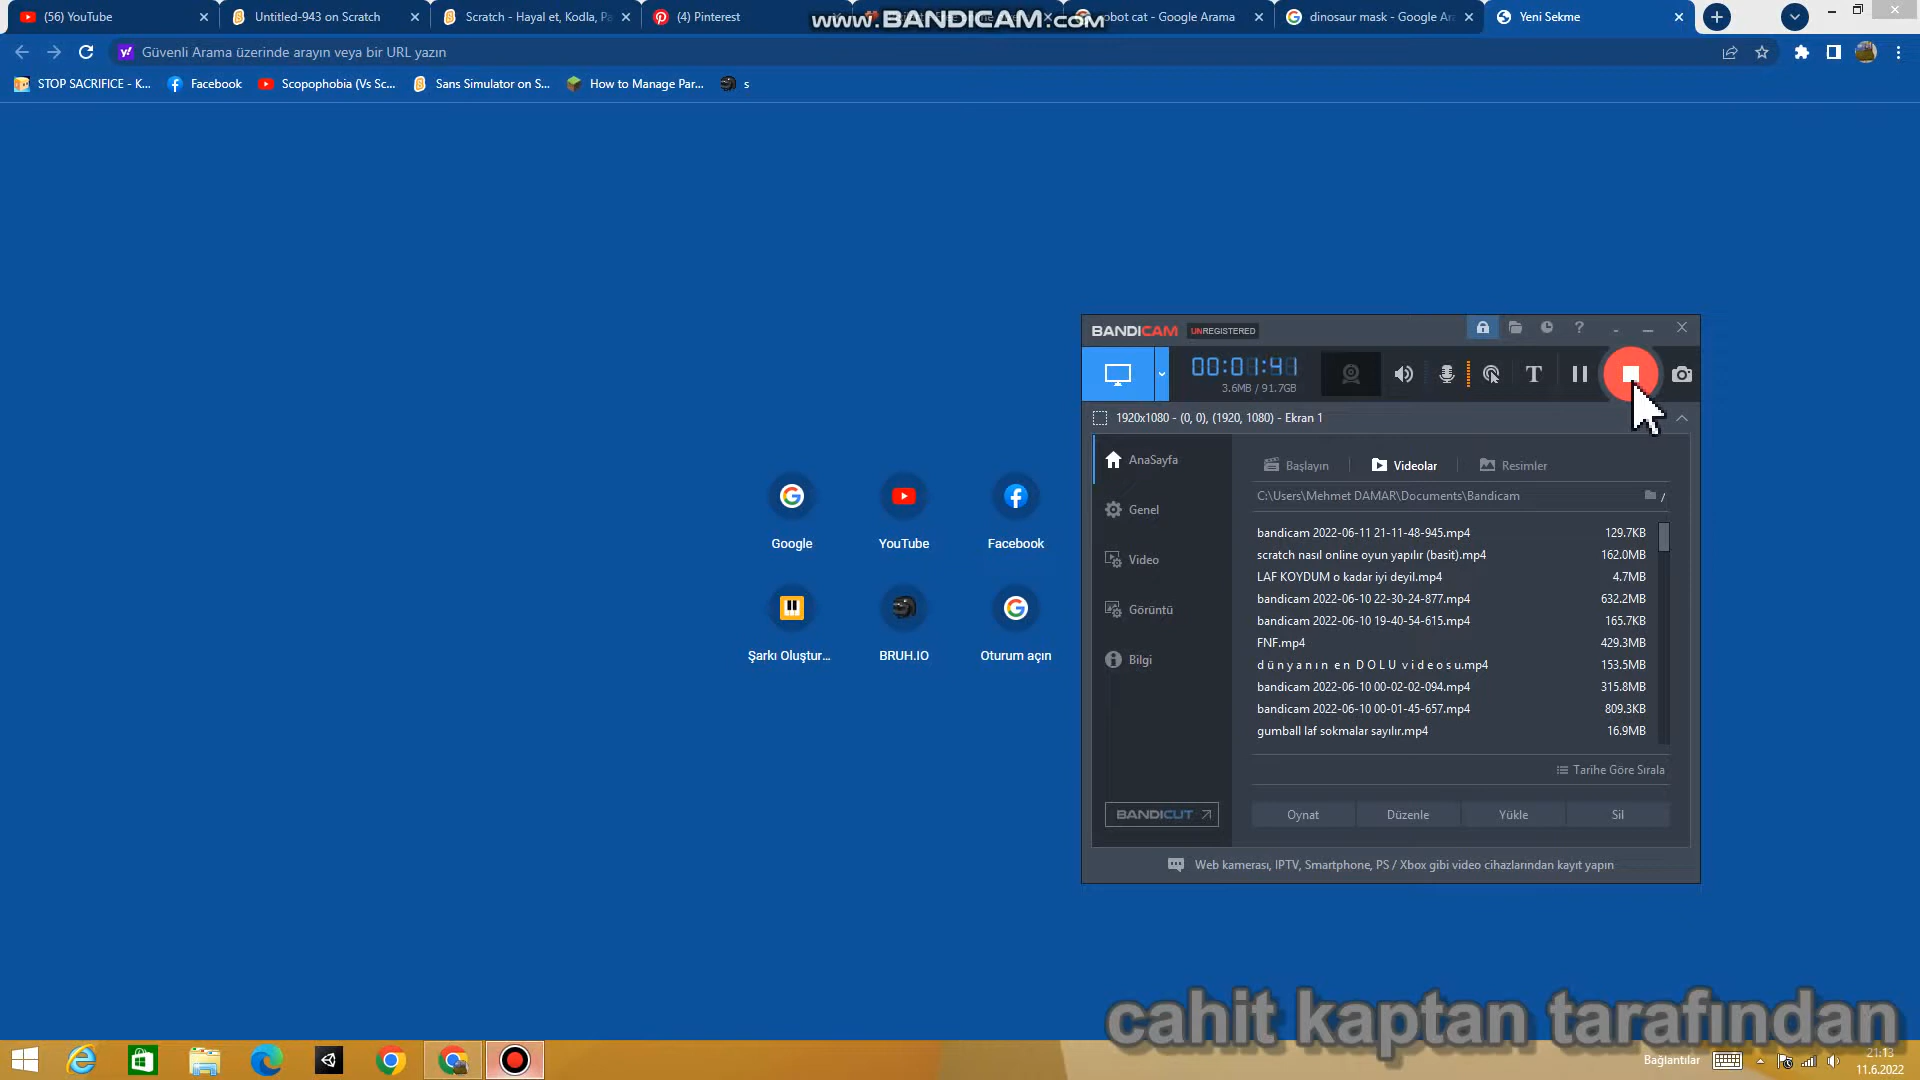 (56) YouTube
Untitled-943 on Scratch
Scratch - Hayal et, Kodla, Pa
(4) Pinterest
www.BANDICAM.com
obot cat - Google Arama
dinosaur mask - Google Ar
Yeni Sekme
Güvenli Arama üzerinde arayın veya bir URL yazın
STOP SACRIFICE - K...
Facebook
Scopophobia (Vs Sc...
Sans Simulator on S...
How to Manage Par...
s
BANDICAM UNREGISTERED
00:01:41
3.6MB / 91.7GB
1920x1080 - (0, 0), (1920, 1080) - Ekran 1
AnaSayfa
Genel
Video
Görüntü
Bilgi
BANDICUT
Başlayın
Videolar
Resimler
C:\Users\Mehmet DAMAR\Documents\Bandicam
bandicam 2022-06-11 21-11-48-945.mp4 129.7KB
scratch nasıl online oyun yapılır (basit).mp4 162.0MB
LAF KOYDUM o kadar iyi deyil.mp4 4.7MB
bandicam 2022-06-10 22-30-24-877.mp4 632.2MB
bandicam 2022-06-10 19-40-54-615.mp4 165.7KB
FNF.mp4 429.3MB
d ü n y a n ı n e n D O L U v i d e o s u.mp4 153.5MB
bandicam 2022-06-10 00-02-02-094.mp4 315.8MB
bandicam 2022-06-10 00-01-45-657.mp4 809.3KB
gumball laf sokmalar sayılır.mp4 16.9MB
Tarihe Göre Sırala
Oynat
Düzenle
Yükle
Sil
Web kamerası, IPTV, Smartphone, PS / Xbox gibi video cihazlarından kayıt yapın
Google
YouTube
Facebook
Şarkı Oluştur...
BRUH.IO
Oturum açın
cahit kaptan tarafından
Bağlantılar
21:13
11.6.2022